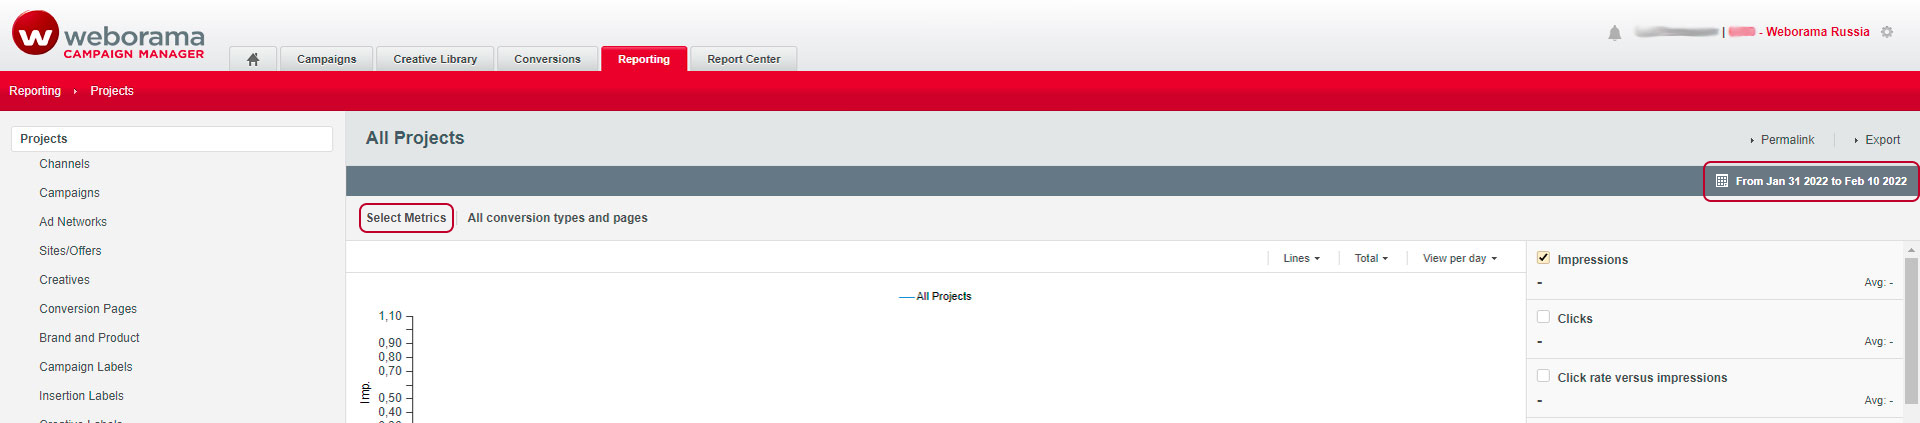 weborama
CAMPAIGN MANAGER
Campaigns
Creative Library
Conversions
Reporting
Report Center
| - Weborama Russia
Reporting Projects
Projects
Channels
Campaigns
Ad Networks
Sites/Offers
Creatives
Conversion Pages
Brand and Product
Campaign Labels
Insertion Labels
Creative Labels
All Projects
Permalink
Export
From Jan 31 2022 to Feb 10 2022
Select Metrics
All conversion types and pages
Lines
Total
View per day
All Projects
1,10
0,90
0,80
0,70
0,50
0,40
Imp.
Impressions
-
Avg: -
Clicks
-
Avg: -
Click rate versus impressions
-
Avg: -